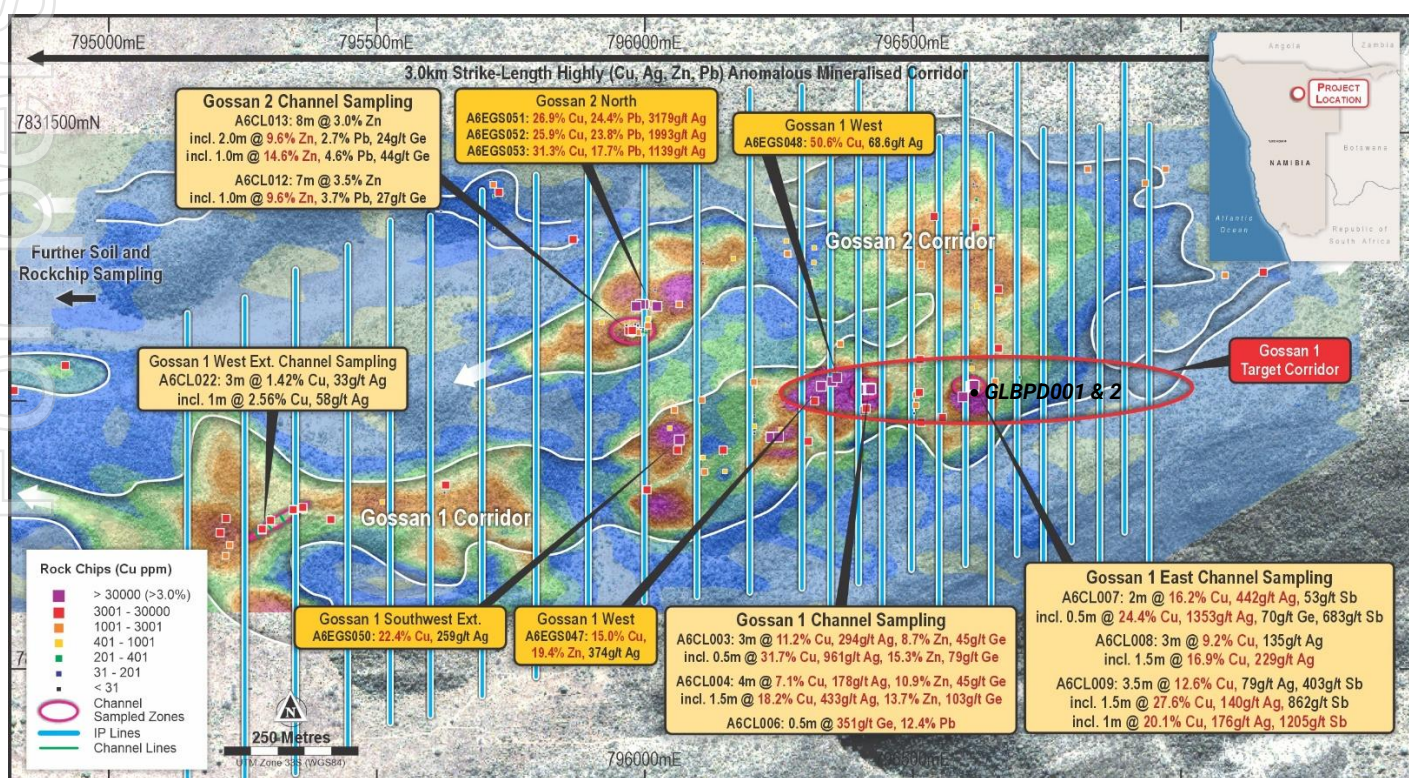 795000mE
795500mE
796000mE
796500mE
3.0km Strike-Length Highly (Cu, Ag, Zn, Pb) Anomalous Mineralised Corridor
Angola
Zambia
PROJECT
LOCATION
NAMIBIA
Botswana
Atlantic
Ocean
Republic of
South Africa
7831500mN
Gossan 2 Channel Sampling
A6CL013: 8m @ 3.0% Zn
incl. 2.0m @ 9.6% Zn, 2.7% Pb, 24g/t Ge
incl. 1.0m @ 14.6% Zn, 4.6% Pb, 44g/t Ge
A6CL012: 7m @ 3.5% Zn
incl. 1.0m @ 9.6% Zn, 3.7% Pb, 27g/t Ge
Gossan 2 North
A6EGS051: 26.9% Cu, 24.4% Pb, 3179g/t Ag
A6EGS052: 25.9% Cu, 23.8% Pb, 1993g/t Ag
A6EGS053: 31.3% Cu, 17.7% Pb, 1139g/t Ag
Gossan 1 West
A6EGS048: 50.6% Cu, 68.6g/t Ag
Further Soil and
Rockchip Sampling
Gossan 2 Corridor
Gossan 1 West Ext. Channel Sampling
A6CL022: 3m @ 1.42% Cu, 33g/t Ag
incl. 1m @ 2.56% Cu, 58g/t Ag
Gossan 1
Target Corridor
GLBPD001 & 2
Gossan 1 Corridor
Rock Chips (Cu ppm)
> 30000 (>3.0%)
3001 - 30000
1001 - 3001
401 - 1001
201 - 401
31 - 201
< 31
Channel
Sampled Zones
IP Lines
Channel Lines
N
250 Metres
UTM Zone 33S (WGS84)
Gossan 1 Southwest Ext.
A6EGS050: 22.4% Cu, 259g/t Ag
Gossan 1 West
A6EGS047: 15.0% Cu,
19.4% Zn, 374g/t Ag
Gossan 1 Channel Sampling
A6CL003: 3m @ 11.2% Cu, 294g/t Ag, 8.7% Zn, 45g/t Ge
incl. 0.5m @ 31.7% Cu, 961g/t Ag, 15.3% Zn, 79g/t Ge
A6CL004: 4m @ 7.1% Cu, 178g/t Ag, 10.9% Zn, 45g/t Ge
incl. 1.5m @ 18.2% Cu, 433g/t Ag, 13.7% Zn, 103g/t Ge
A6CL006: 0.5m @ 351g/t Ge, 12.4% Pb
Gossan 1 East Channel Sampling
A6CL007: 2m @ 16.2% Cu, 442g/t Ag, 53g/t Sb
incl. 0.5m @ 24.4% Cu, 1353g/t Ag, 70g/t Ge, 683g/t Sb
A6CL008: 3m @ 9.2% Cu, 135g/t Ag
incl. 1.5m @ 16.9% Cu, 229g/t Ag
A6CL009: 3.5m @ 12.6% Cu, 79g/t Ag, 403g/t Sb
incl. 1.5m @ 27.6% Cu, 140g/t Ag, 862g/t Sb
incl. 1m @ 20.1% Cu, 176g/t Ag, 1205g/t Sb
796000mE